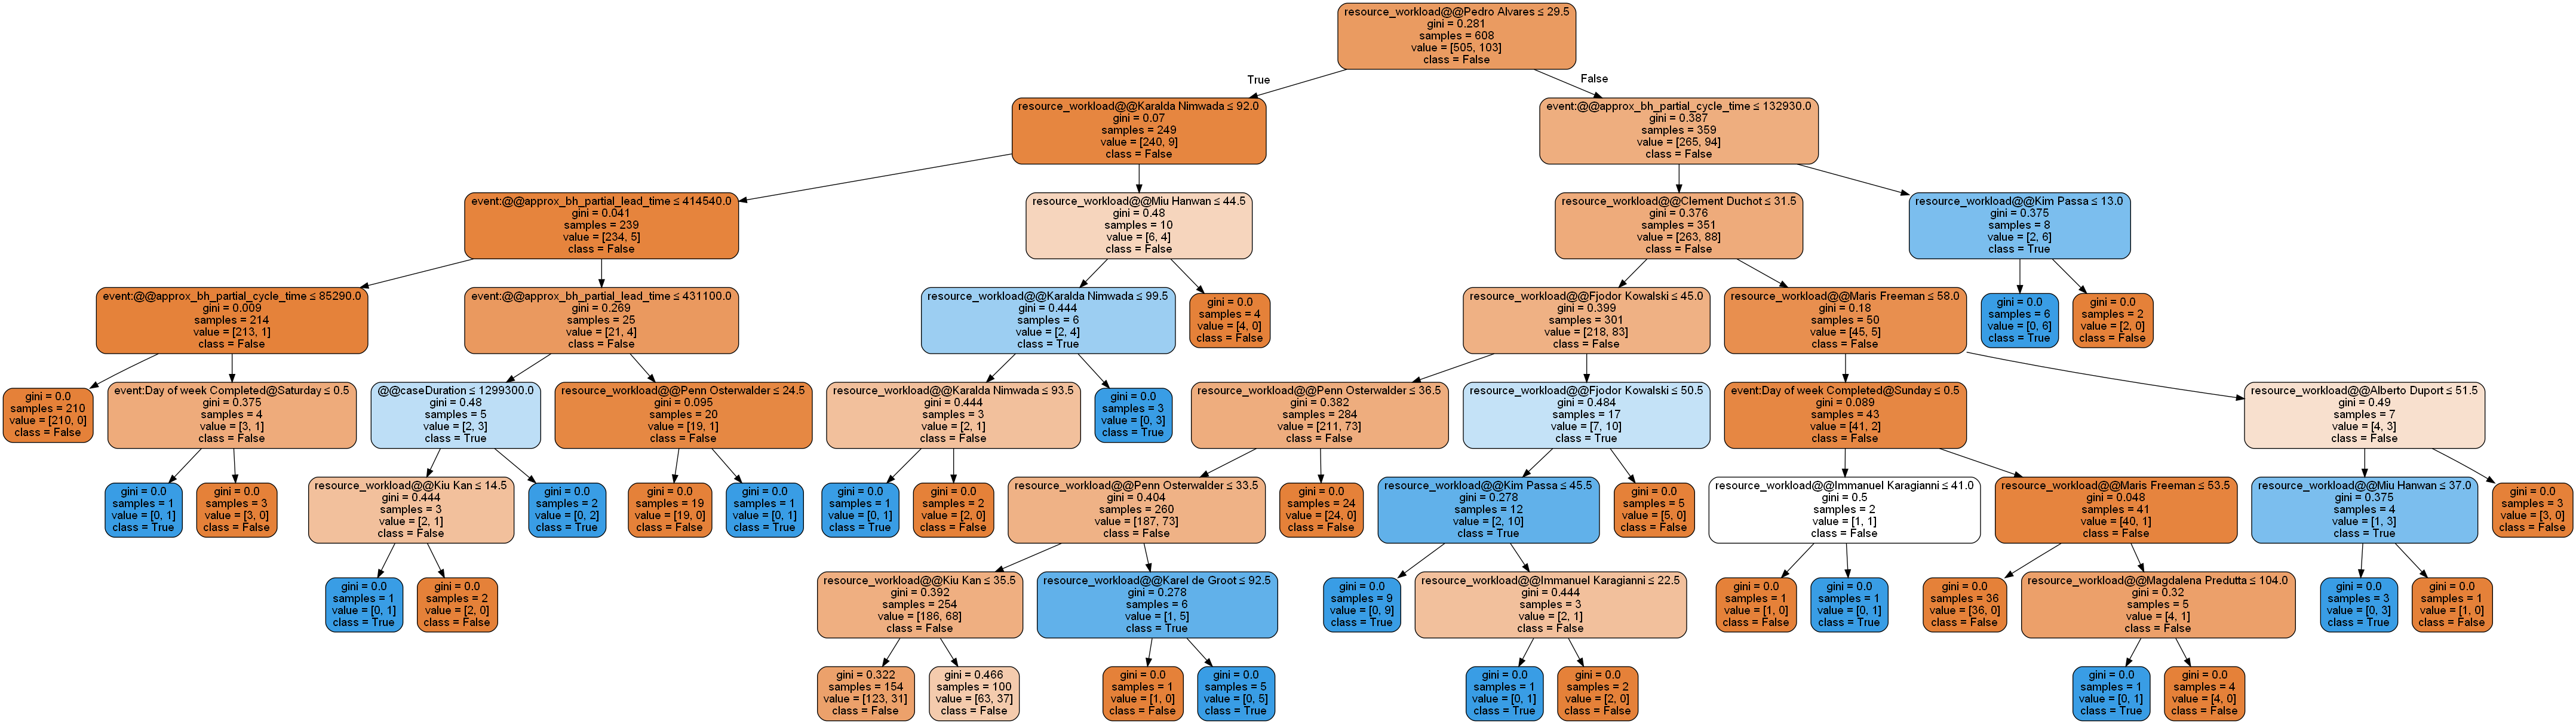 resource_workload@@Pedro Alvares ≤ 29.5
gini = 0.281
samples = 608
value = [505, 103]
class = False
True
False
resource_workload@@Karalda Nimwada ≤ 92.0
gini = 0.07
samples = 249
value = [240, 9]
class = False
event:@@approx_bh_partial_cycle_time ≤ 132930.0
gini = 0.387
samples = 359
value = [265, 94]
class = False
event:@@approx_bh_partial_lead_time ≤ 414540.0
gini = 0.041
samples = 239
value = [234, 5]
class = False
resource_workload@@Miu Hanwan ≤ 44.5
gini = 0.48
samples = 10
value = [6, 4]
class = False
resource_workload@@Clement Duchot ≤ 31.5
gini = 0.376
samples = 351
value = [263, 88]
class = False
resource_workload@@Kim Passa ≤ 13.0
gini = 0.375
samples = 8
value = [2, 6]
class = True
event:@@approx_bh_partial_cycle_time ≤ 85290.0
gini = 0.009
samples = 214
value = [213, 1]
class = False
event:@@approx_bh_partial_lead_time ≤ 431100.0
gini = 0.269
samples = 25
value = [21, 4]
class = False
resource_workload@@Karalda Nimwada ≤ 99.5
gini = 0.444
samples = 6
value = [2, 4]
class = True
gini = 0.0
samples = 4
value = [4, 0]
class = False
resource_workload@@Fjodor Kowalski ≤ 45.0
gini = 0.399
samples = 301
value = [218, 83]
class = False
resource_workload@@Maris Freeman ≤ 58.0
gini = 0.18
samples = 50
value = [45, 5]
class = False
gini = 0.0
samples = 6
value = [0, 6]
class = True
gini = 0.0
samples = 2
value = [2, 0]
class = False
gini = 0.0
samples = 210
value = [210, 0]
class = False
event:Day of week Completed@Saturday ≤ 0.5
gini = 0.375
samples = 4
value = [3, 1]
class = False
@@caseDuration ≤ 1299300.0
gini = 0.48
samples = 5
value = [2, 3]
class = True
resource_workload@@Penn Osterwalder ≤ 24.5
gini = 0.095
samples = 20
value = [19, 1]
class = False
resource_workload@@Karalda Nimwada ≤ 93.5
gini = 0.444
samples = 3
value = [2, 1]
class = False
gini = 0.0
samples = 3
value = [0, 3]
class = True
resource_workload@@Penn Osterwalder ≤ 36.5
gini = 0.382
samples = 284
value = [211, 73]
class = False
resource_workload@@Fjodor Kowalski ≤ 50.5
gini = 0.484
samples = 17
value = [7, 10]
class = True
event:Day of week Completed@Sunday ≤ 0.5
gini = 0.089
samples = 43
value = [41, 2]
class = False
resource_workload@@Alberto Duport ≤ 51.5
gini = 0.49
samples = 7
value = [4, 3]
class = False
gini = 0.0
samples = 1
value = [0, 1]
class = True
gini = 0.0
samples = 3
value = [3, 0]
class = False
resource_workload@@Kiu Kan ≤ 14.5
gini = 0.444
samples = 3
value = [2, 1]
class = False
gini = 0.0
samples = 2
value = [0, 2]
class = True
gini = 0.0
samples = 19
value = [19, 0]
class = False
gini = 0.0
samples = 1
value = [0, 1]
class = True
gini = 0.0
samples = 1
value = [0, 1]
class = True
gini = 0.0
samples = 2
value = [2, 0]
class = False
resource_workload@@Penn Osterwalder ≤ 33.5
gini = 0.404
samples = 260
value = [187, 73]
class = False
gini = 0.0
samples = 24
value = [24, 0]
class = False
resource_workload@@Kim Passa ≤ 45.5
gini = 0.278
samples = 12
value = [2, 10]
class = True
gini = 0.0
samples = 5
value = [5, 0]
class = False
resource_workload@@Immanuel Karagianni ≤ 41.0
gini = 0.5
samples = 2
value = [1, 1]
class = False
resource_workload@@Maris Freeman ≤ 53.5
gini = 0.048
samples = 41
value = [40, 1]
class = False
resource_workload@@Miu Hanwan ≤ 37.0
gini = 0.375
samples = 4
value = [1, 3]
class = True
gini = 0.0
samples = 3
value = [3, 0]
class = False
gini = 0.0
samples = 1
value = [0, 1]
class = True
gini = 0.0
samples = 2
value = [2, 0]
class = False
resource_workload@@Kiu Kan ≤ 35.5
gini = 0.392
samples = 254
value = [186, 68]
class = False
resource_workload@@Karel de Groot ≤ 92.5
gini = 0.278
samples = 6
value = [1, 5]
class = True
gini = 0.0
samples = 9
value = [0, 9]
class = True
resource_workload@@Immanuel Karagianni ≤ 22.5
gini = 0.444
samples = 3
value = [2, 1]
class = False
gini = 0.0
samples = 1
value = [1, 0]
class = False
gini = 0.0
samples = 1
value = [0, 1]
class = True
gini = 0.0
samples = 36
value = [36, 0]
class = False
resource_workload@@Magdalena Predutta ≤ 104.0
gini = 0.32
samples = 5
value = [4, 1]
class = False
gini = 0.0
samples = 3
value = [0, 3]
class = True
gini = 0.0
samples = 1
value = [1, 0]
class = False
gini = 0.322
samples = 154
value = [123, 31]
class = False
gini = 0.466
samples = 100
value = [63, 37]
class = False
gini = 0.0
samples = 1
value = [1, 0]
class = False
gini = 0.0
samples = 5
value = [0, 5]
class = True
gini = 0.0
samples = 1
value = [0, 1]
class = True
gini = 0.0
samples = 2
value = [2, 0]
class = False
gini = 0.0
samples = 1
value = [0, 1]
class = True
gini = 0.0
samples = 4
value = [4, 0]
class = False